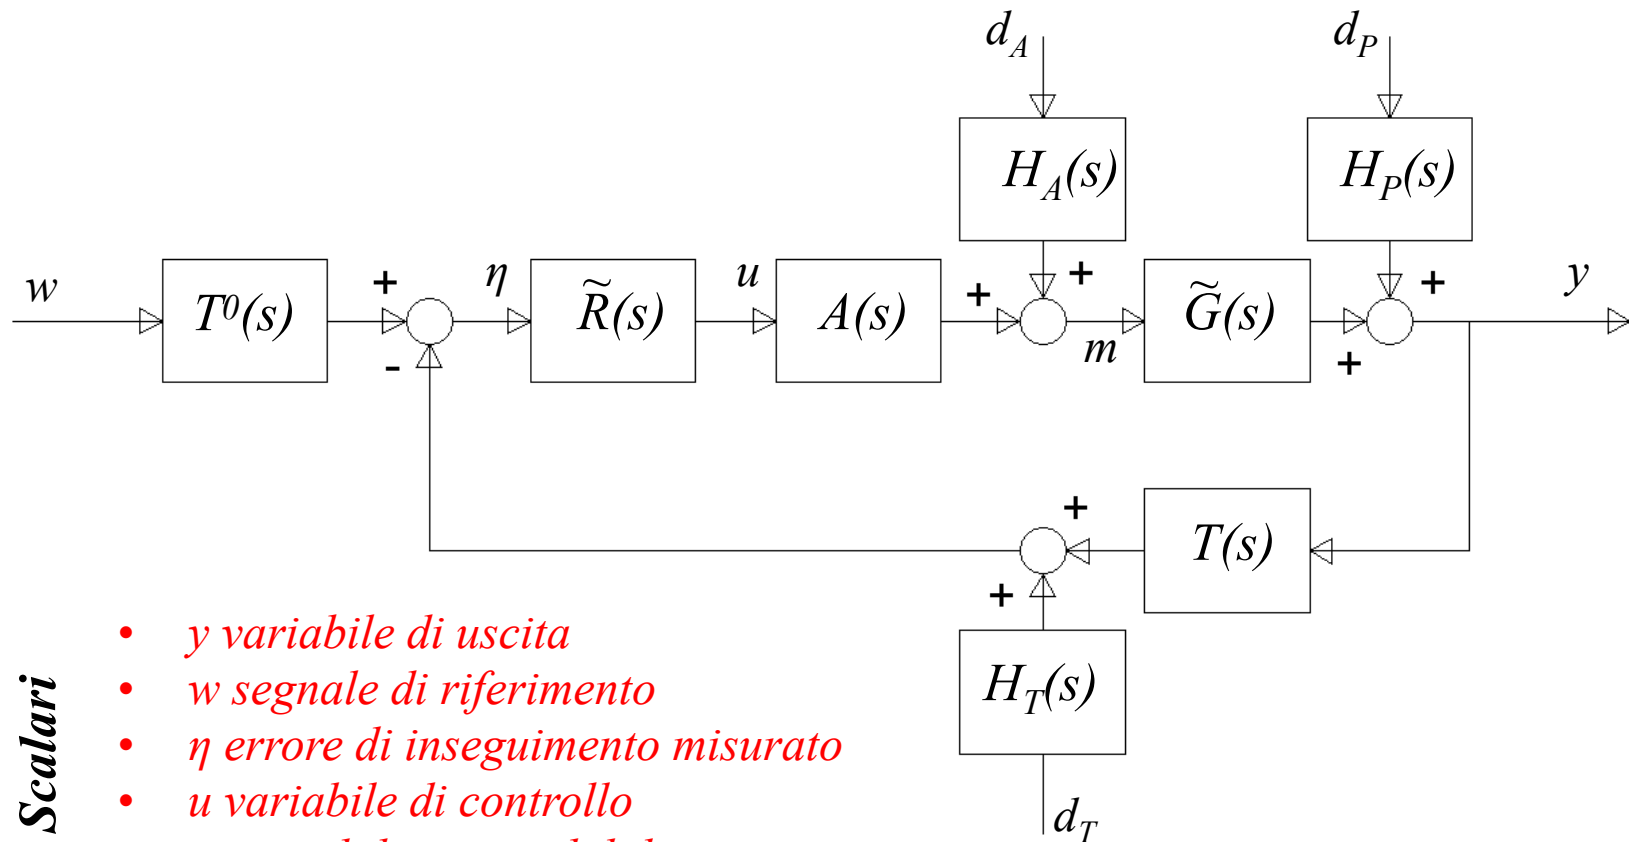 d_A
d_P
H_A(s)
H_P(s)
w
T⁰(s)
+
-
η
R̃(s)
u
A(s)
+
+
m
G̃(s)
+
+
y
+
T(s)
+
H_T(s)
d_T
Scalari
• y variabile di uscita
• w segnale di riferimento
• η errore di inseguimento misurato
• u variabile di controllo